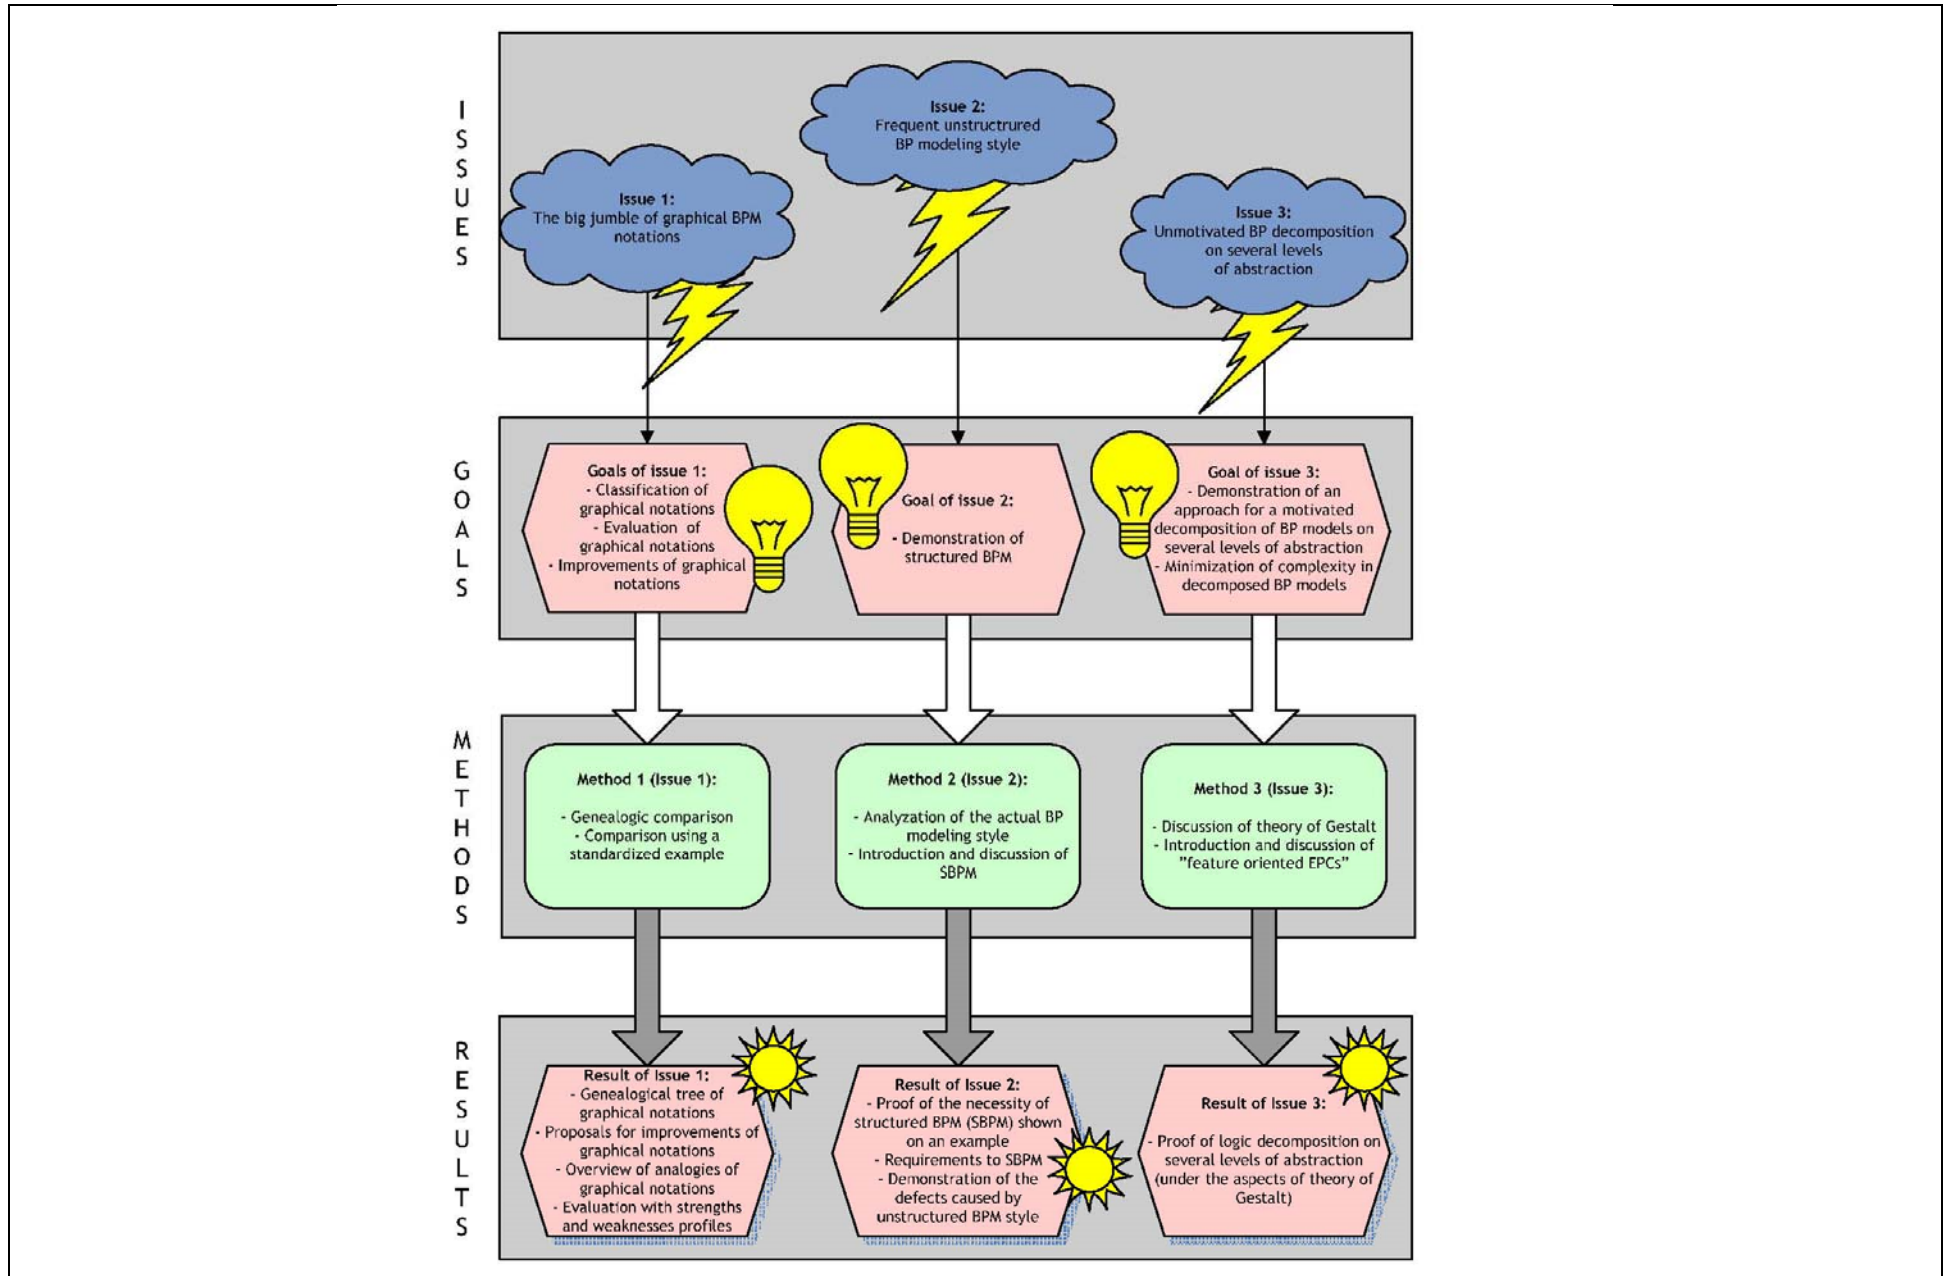 ISSUES
Issue 1:
The big jumble of graphical BPM
notations
Issue 2:
Frequent unstructrured
BP modeling style
Issue 3:
Unmotivated BP decomposition
on several levels
of abstraction
GOALS
Goals of issue 1:
- Classification of
graphical notations
- Evaluation of
graphical notations
- Improvements of graphical
notations
Goal of issue 2:
- Demonstration of
structured BPM
Goal of issue 3:
- Demonstration of an
approach for a motivated
decomposition of BP models on
several levels of abstraction
- Minimization of complexity in
decomposed BP models
METHODS
Method 1 (Issue 1):
- Genealogic comparison
- Comparison using a
standardized example
Method 2 (Issue 2):
- Analyzation of the actual BP
modeling style
- Introduction and discussion of
SBPM
Method 3 (Issue 3):
- Discussion of theory of Gestalt
- Introduction and discussion of
"feature oriented EPCs"
RESULTS
Result of Issue 1:
- Genealogical tree of
graphical notations
- Proposals for improvements of
graphical notations
- Overview of analogies of
graphical notations
- Evaluation with strengths
and weaknesses profiles
Result of Issue 2:
- Proof of the necessity of
structured BPM (SBPM) shown
on an example
- Requirements to SBPM
- Demonstration of the
defects caused by
unstructured BPM style
Result of Issue 3:
- Proof of logic decomposition on
several levels of abstraction
(under the aspects of theory of
Gestalt)